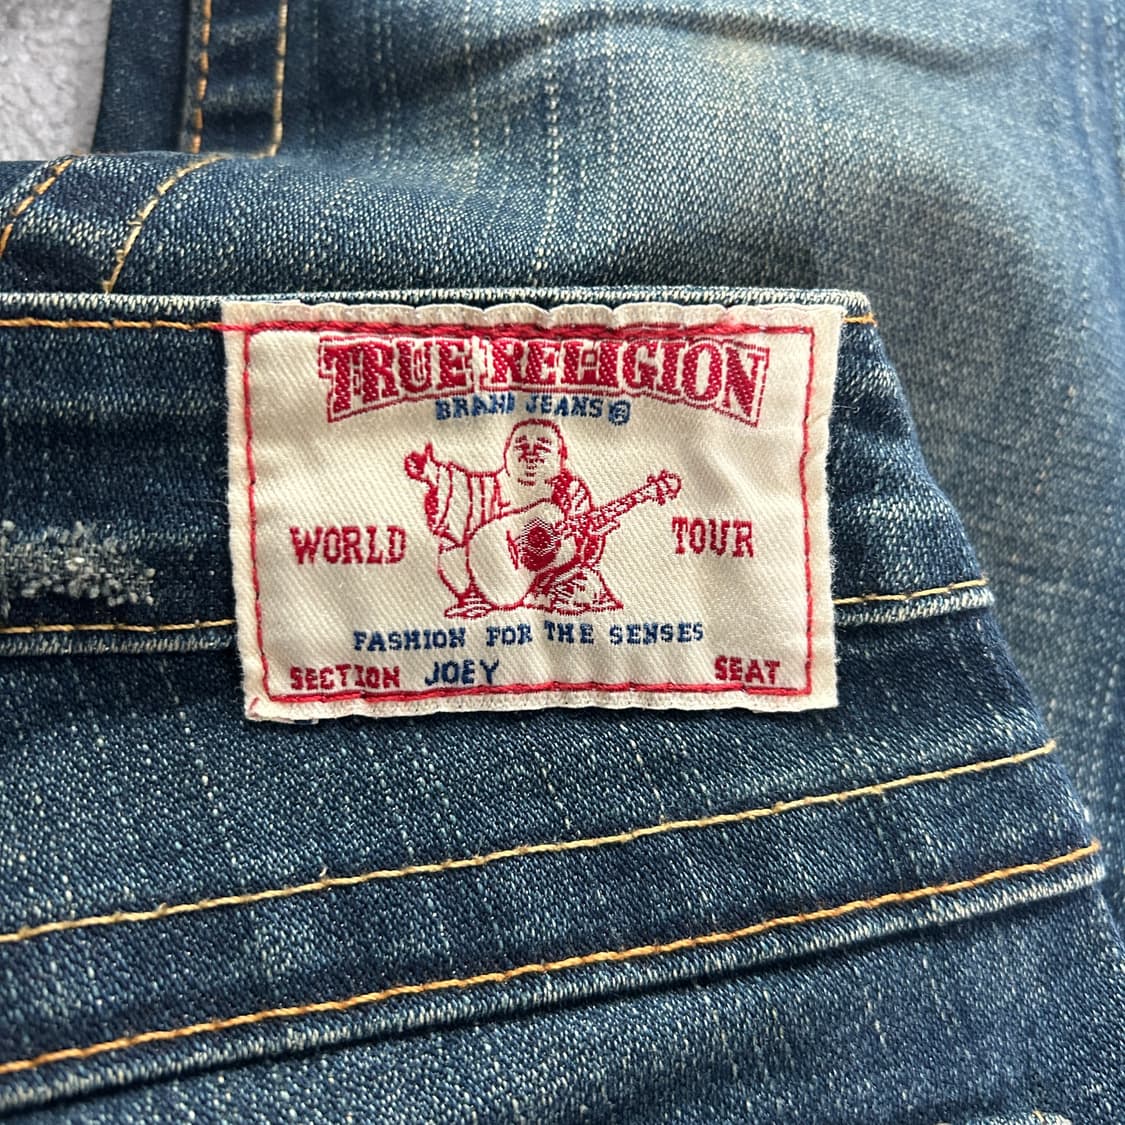 TRUE RELIGION
BRAND JEANS®
WORLD TOUR
FASHION FOR THE SENSES
SECTION JOEY SEAT